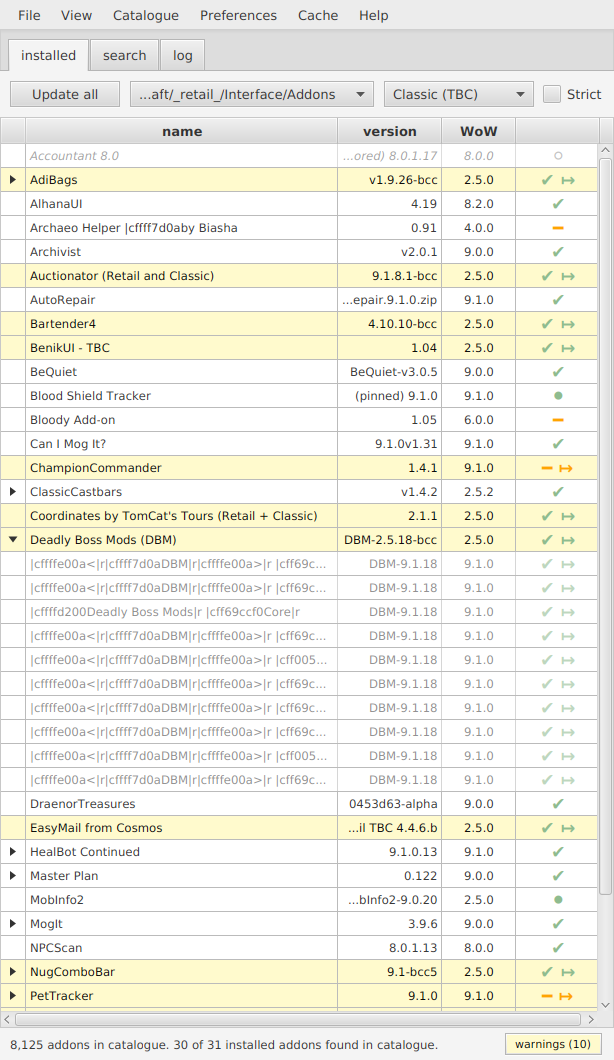 File View Catalogue Preferences Cache Help
installed search log
Update all ...aft/_retail_/Interface/Addons Classic (TBC) Strict
name version WoW
Accountant 8.0 ...ored) 8.0.1.17 8.0.0
AdiBags v1.9.26-bcc 2.5.0
AlhanaUI 4.19 8.2.0
Archaeo Helper |cffff7d0aby Biasha 0.91 4.0.0
Archivist v2.0.1 9.0.0
Auctionator (Retail and Classic) 9.1.8.1-bcc 2.5.0
AutoRepair ...epair.9.1.0.zip 9.1.0
Bartender4 4.10.10-bcc 2.5.0
BenikUI - TBC 1.04 2.5.0
BeQuiet BeQuiet-v3.0.5 9.0.0
Blood Shield Tracker (pinned) 9.1.0 9.1.0
Bloody Add-on 1.05 6.0.0
Can I Mog It? 9.1.0v1.31 9.1.0
ChampionCommander 1.4.1 9.1.0
ClassicCastbars v1.4.2 2.5.2
Coordinates by TomCat's Tours (Retail + Classic) 2.1.1 2.5.0
Deadly Boss Mods (DBM) DBM-2.5.18-bcc 2.5.0
|cffffe00a<|r|cffff7d0aDBM|r|cffffe00a>|r |cff69c... DBM-9.1.18 9.1.0
|cffffe00a<|r|cffff7d0aDBM|r|cffffe00a>|r |cff69c... DBM-9.1.18 9.1.0
|cffffd200Deadly Boss Mods|r |cff69ccf0Core|r DBM-9.1.18 9.1.0
|cffffe00a<|r|cffff7d0aDBM|r|cffffe00a>|r |cff69c... DBM-9.1.18 9.1.0
|cffffe00a<|r|cffff7d0aDBM|r|cffffe00a>|r |cff005... DBM-9.1.18 9.1.0
|cffffe00a<|r|cffff7d0aDBM|r|cffffe00a>|r |cff69c... DBM-9.1.18 9.1.0
|cffffe00a<|r|cffff7d0aDBM|r|cffffe00a>|r |cff69c... DBM-9.1.18 9.1.0
|cffffe00a<|r|cffff7d0aDBM|r|cffffe00a>|r |cff69c... DBM-9.1.18 9.1.0
|cffffe00a<|r|cffff7d0aDBM|r|cffffe00a>|r |cff005... DBM-9.1.18 9.1.0
|cffffe00a<|r|cffff7d0aDBM|r|cffffe00a>|r |cff69c... DBM-9.1.18 9.1.0
DraenorTreasures 0453d63-alpha 9.0.0
EasyMail from Cosmos ...il TBC 4.4.6.b 2.5.0
HealBot Continued 9.1.0.13 9.1.0
Master Plan 0.122 9.0.0
MobInfo2 ...bInfo2-9.0.20 2.5.0
MogIt 3.9.6 9.0.0
NPCScan 8.0.1.13 8.0.0
NugComboBar 9.1-bcc5 2.5.0
PetTracker 9.1.0 9.1.0
8,125 addons in catalogue. 30 of 31 installed addons found in catalogue. warnings (10)